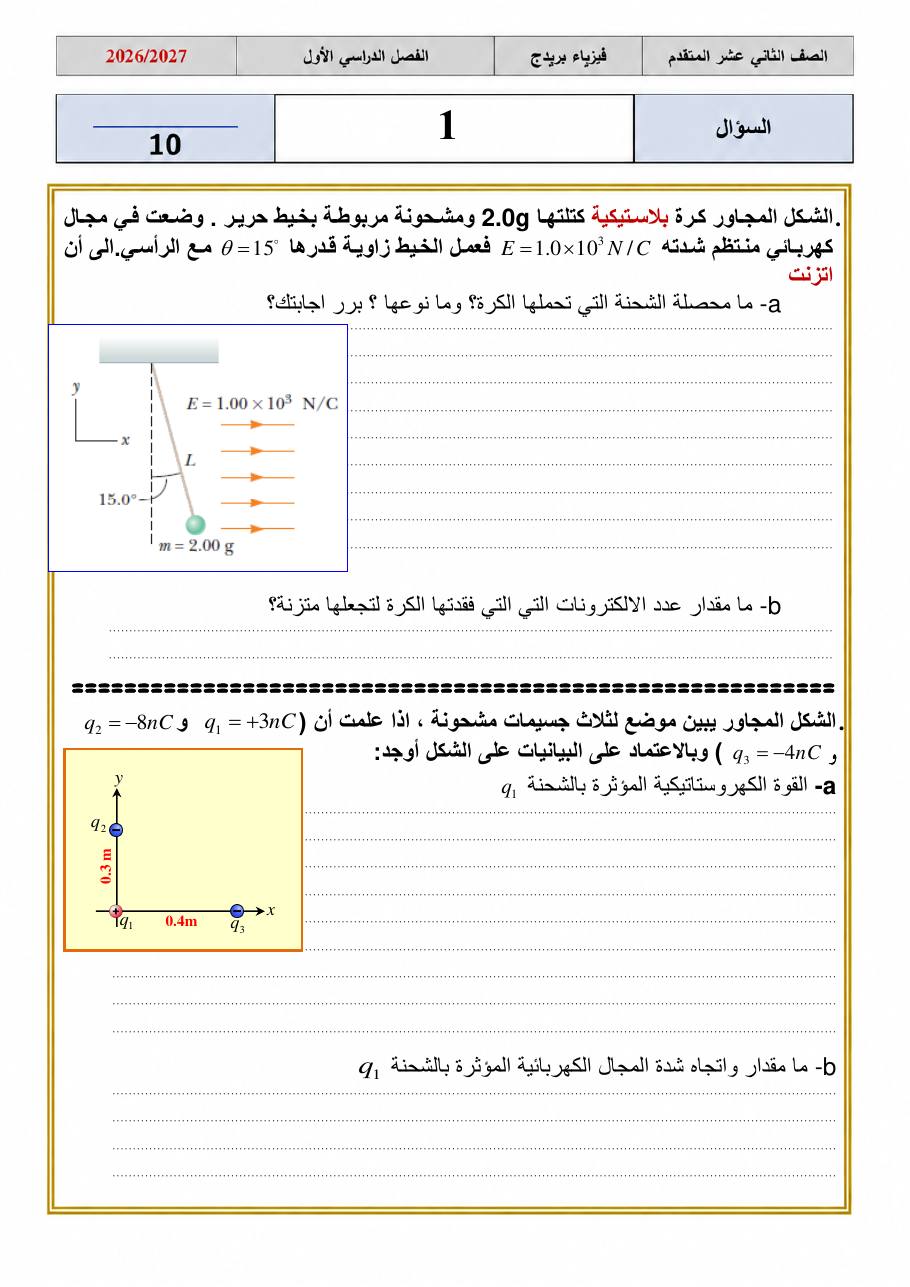 الصف الثاني عشر المتقدم فيزياء بريدج الفصل الدراسي الأول 2026/2027
السؤال 1 10
.الشكل المجاور كرة بلاستيكية كتلتها 2.0g ومشحونة مربوطة بخيط حرير . وضعت في مجال
كهربائي منتظم شدته E = 1.0×10³ N / C فعمل الخيط زاوية قدرها θ = 15° مع الرأسي.الى أن
اتزنت
a- ما محصلة الشحنة التي تحملها الكرة؟ وما نوعها ؟ برر اجابتك؟
y
x
E = 1.00 × 10³ N/C
L
15.0°
m = 2.00 g
b- ما مقدار عدد الالكترونات التي التي فقدتها الكرة لتجعلها متزنة؟
==========================================================
.الشكل المجاور يبين موضع لثلاث جسيمات مشحونة ، اذا علمت أن ( q₁ = +3nC و q₂ = −8nC
و q₃ = −4nC ) وبالاعتماد على البيانيات على الشكل أوجد:
a- القوة الكهروستاتيكية المؤثرة بالشحنة q₁
y
q₂
0.3 m
x
q₁
0.4m
q₃
b- ما مقدار واتجاه شدة المجال الكهربائية المؤثرة بالشحنة q₁